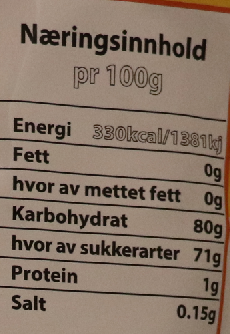 Næringsinnhold
pr 100g
Energi 330kcal/1381kj
Fett 0g
hvor av mettet fett 0g
Karbohydrat 80g
hvor av sukkerarter 71g
Protein 1g
Salt 0.15g